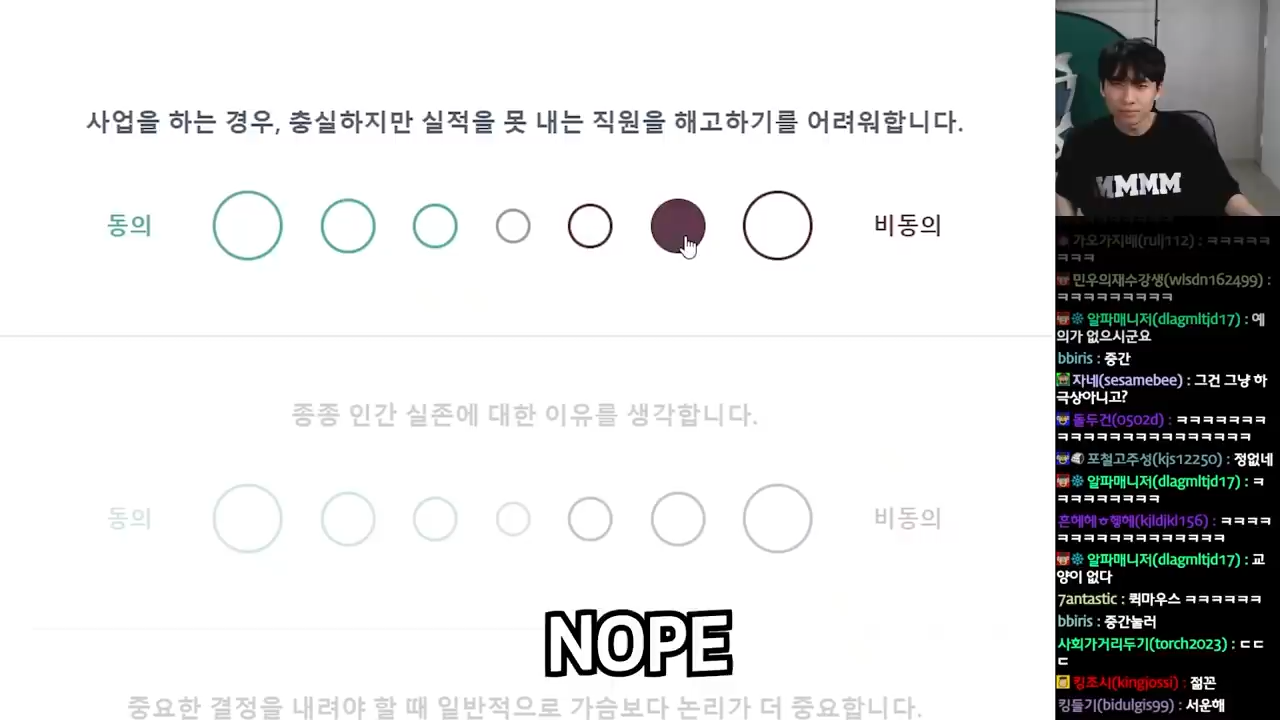 사업을 하는 경우, 충실하지만 실적을 못 내는 직원을 해고하기를 어려워합니다.
동의
비동의
종종 인간 실존에 대한 이유를 생각합니다.
동의
비동의
NOPE
중요한 결정을 내려야 할 때 일반적으로 가슴보다 논리가 더 중요합니다.
MMMM
가오가지배(rulj112) : ㅋㅋㅋㅋㅋ
ㅋㅋㅋ
민우의재수강생(wlsdn162499) :
ㅋㅋㅋㅋㅋㅋㅋㅋㅋ
알파매니저(dlagmltjd17) : 예
의가 없으시군요
bbiris : 중간
자네(sesamebee) : 그건 그냥 하
극상아니고?
돌두건(0502d) : ㅋㅋㅋㅋㅋㅋㅋ
ㅋㅋㅋㅋㅋㅋㅋㅋㅋㅋㅋㅋㅋㅋㅋ
포철고주성(kjs12250) : 정없네
알파매니저(dlagmltjd17) : ㅋ
ㅋㅋㅋㅋㅋㅋㅋㅋ
흔헤헤ㅎ헹헤(kjldjkl156) : ㅋㅋㅋㅋ
ㅋㅋㅋㅋㅋㅋㅋㅋㅋㅋㅋㅋㅋ
알파매니저(dlagmltjd17) : 교
양이 없다
7antastic : 퀵마우스 ㅋㅋㅋㅋㅋㅋ
bbiris : 중간눌러
사회가거리두기(torch2023) : ㄷㄷ
ㄷ
킹조시(kingjossi) : 젊꼰
킹들기(bidulgis99) : 서운해